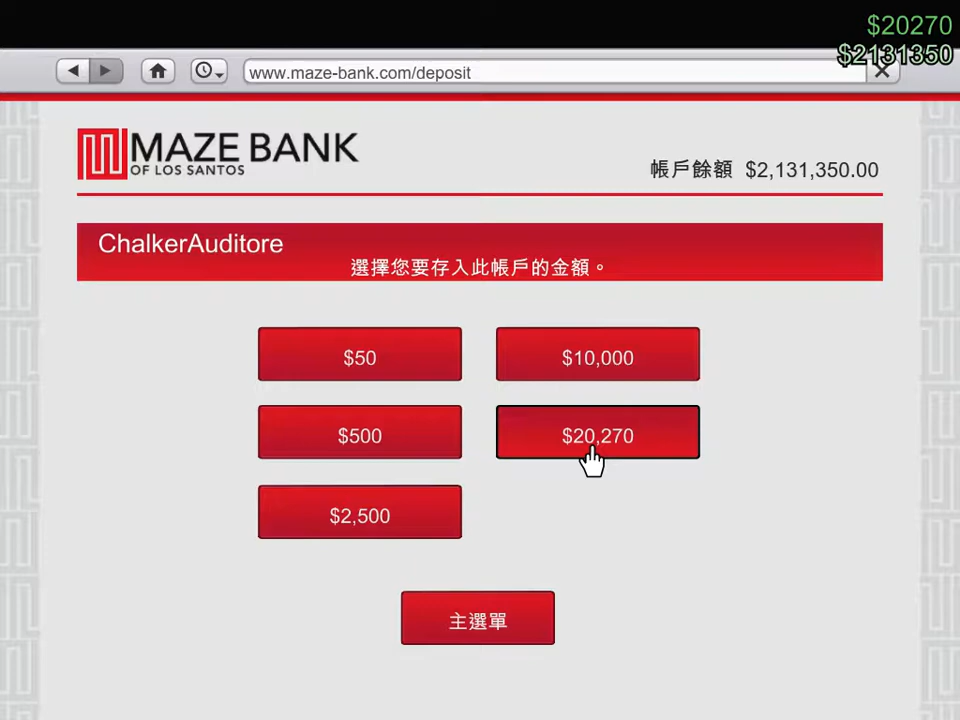 $20270
$2131350
www.maze-bank.com/deposit
MAZE BANK
OF LOS SANTOS
帳戶餘額 $2,131,350.00
ChalkerAuditore
選擇您要存入此帳戶的金額。
$50
$10,000
$500
$20,270
$2,500
主選單